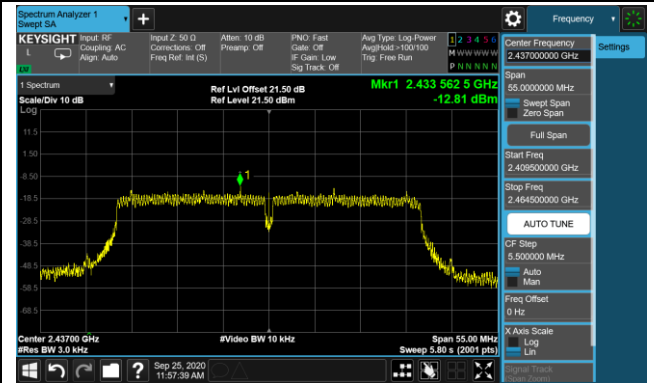 Spectrum Analyzer 1
Swept SA
+
Frequency
KEYSIGHT
L
Input: RF
Coupling: AC
Align: Auto
Input Z: 50 Ω
Corrections: Off
Freq Ref: Int (S)
Atten: 10 dB
Preamp: Off
PNO: Fast
Gate: Off
IF Gain: Low
Sig Track: Off
Avg Type: Log-Power
Avg|Hold:>100/100
Trig: Free Run
1 2 3 4 5 6
M W W W W W
P N N N N N
1 Spectrum
Scale/Div 10 dB
Log
Ref Lvl Offset 21.50 dB
Ref Level 21.50 dBm
Mkr1 2.433 562 5 GHz
-12.81 dBm
11.5
1.50
-8.50
-18.5
-28.5
-38.5
-48.5
-58.5
-68.5
1
Center 2.43700 GHz
#Res BW 3.0 kHz
#Video BW 10 kHz
Span 55.00 MHz
Sweep 5.80 s (2001 pts)
Sep 25, 2020
11:57:39 AM
Center Frequency
2.437000000 GHz
Settings
Span
55.0000000 MHz
Swept Span
Zero Span
Full Span
Start Freq
2.409500000 GHz
Stop Freq
2.464500000 GHz
AUTO TUNE
CF Step
5.500000 MHz
Auto
Man
Freq Offset
0 Hz
X Axis Scale
Log
Lin
Signal Track
(Span Zoom)